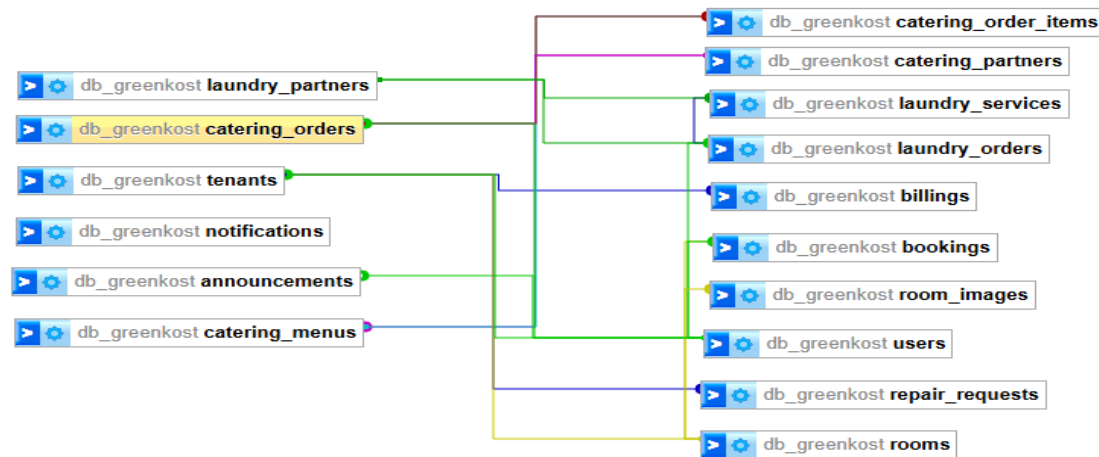 db_greenkost laundry_partners
db_greenkost catering_orders
db_greenkost tenants
db_greenkost notifications
db_greenkost announcements
db_greenkost catering_menus
db_greenkost catering_order_items
db_greenkost catering_partners
db_greenkost laundry_services
db_greenkost laundry_orders
db_greenkost billings
db_greenkost bookings
db_greenkost room_images
db_greenkost users
db_greenkost repair_requests
db_greenkost rooms